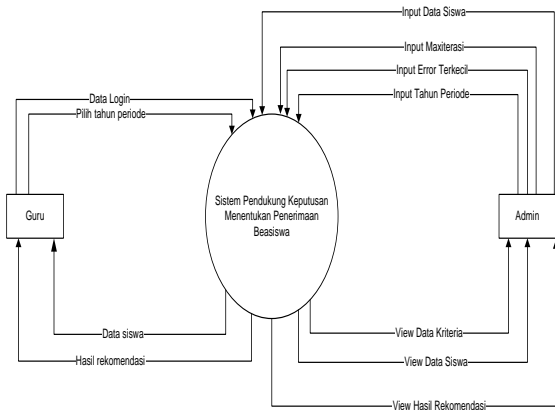 Input Data Siswa
Input Maxiterasi
Input Error Terkecil
Input Tahun Periode
Data Login
Pilih tahun periode
Guru
Sistem Pendukung Keputusan
Menentukan Penerimaan
Beasiswa
Admin
Data siswa
Hasil rekomendasi
View Data Kriteria
View Data Siswa
View Hasil Rekomendasi